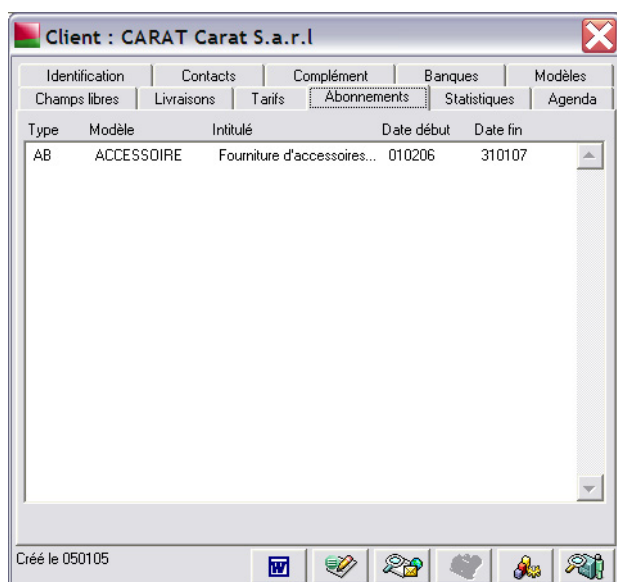 Client : CARAT Carat S.a.r.l
Identification Contacts Complément Banques Modèles
Champs libres Livraisons Tarifs Abonnements Statistiques Agenda
Type Modèle Intitulé Date début Date fin
AB ACCESSOIRE Fourniture d'accessoires... 010206 310107
Créé le 050105
W